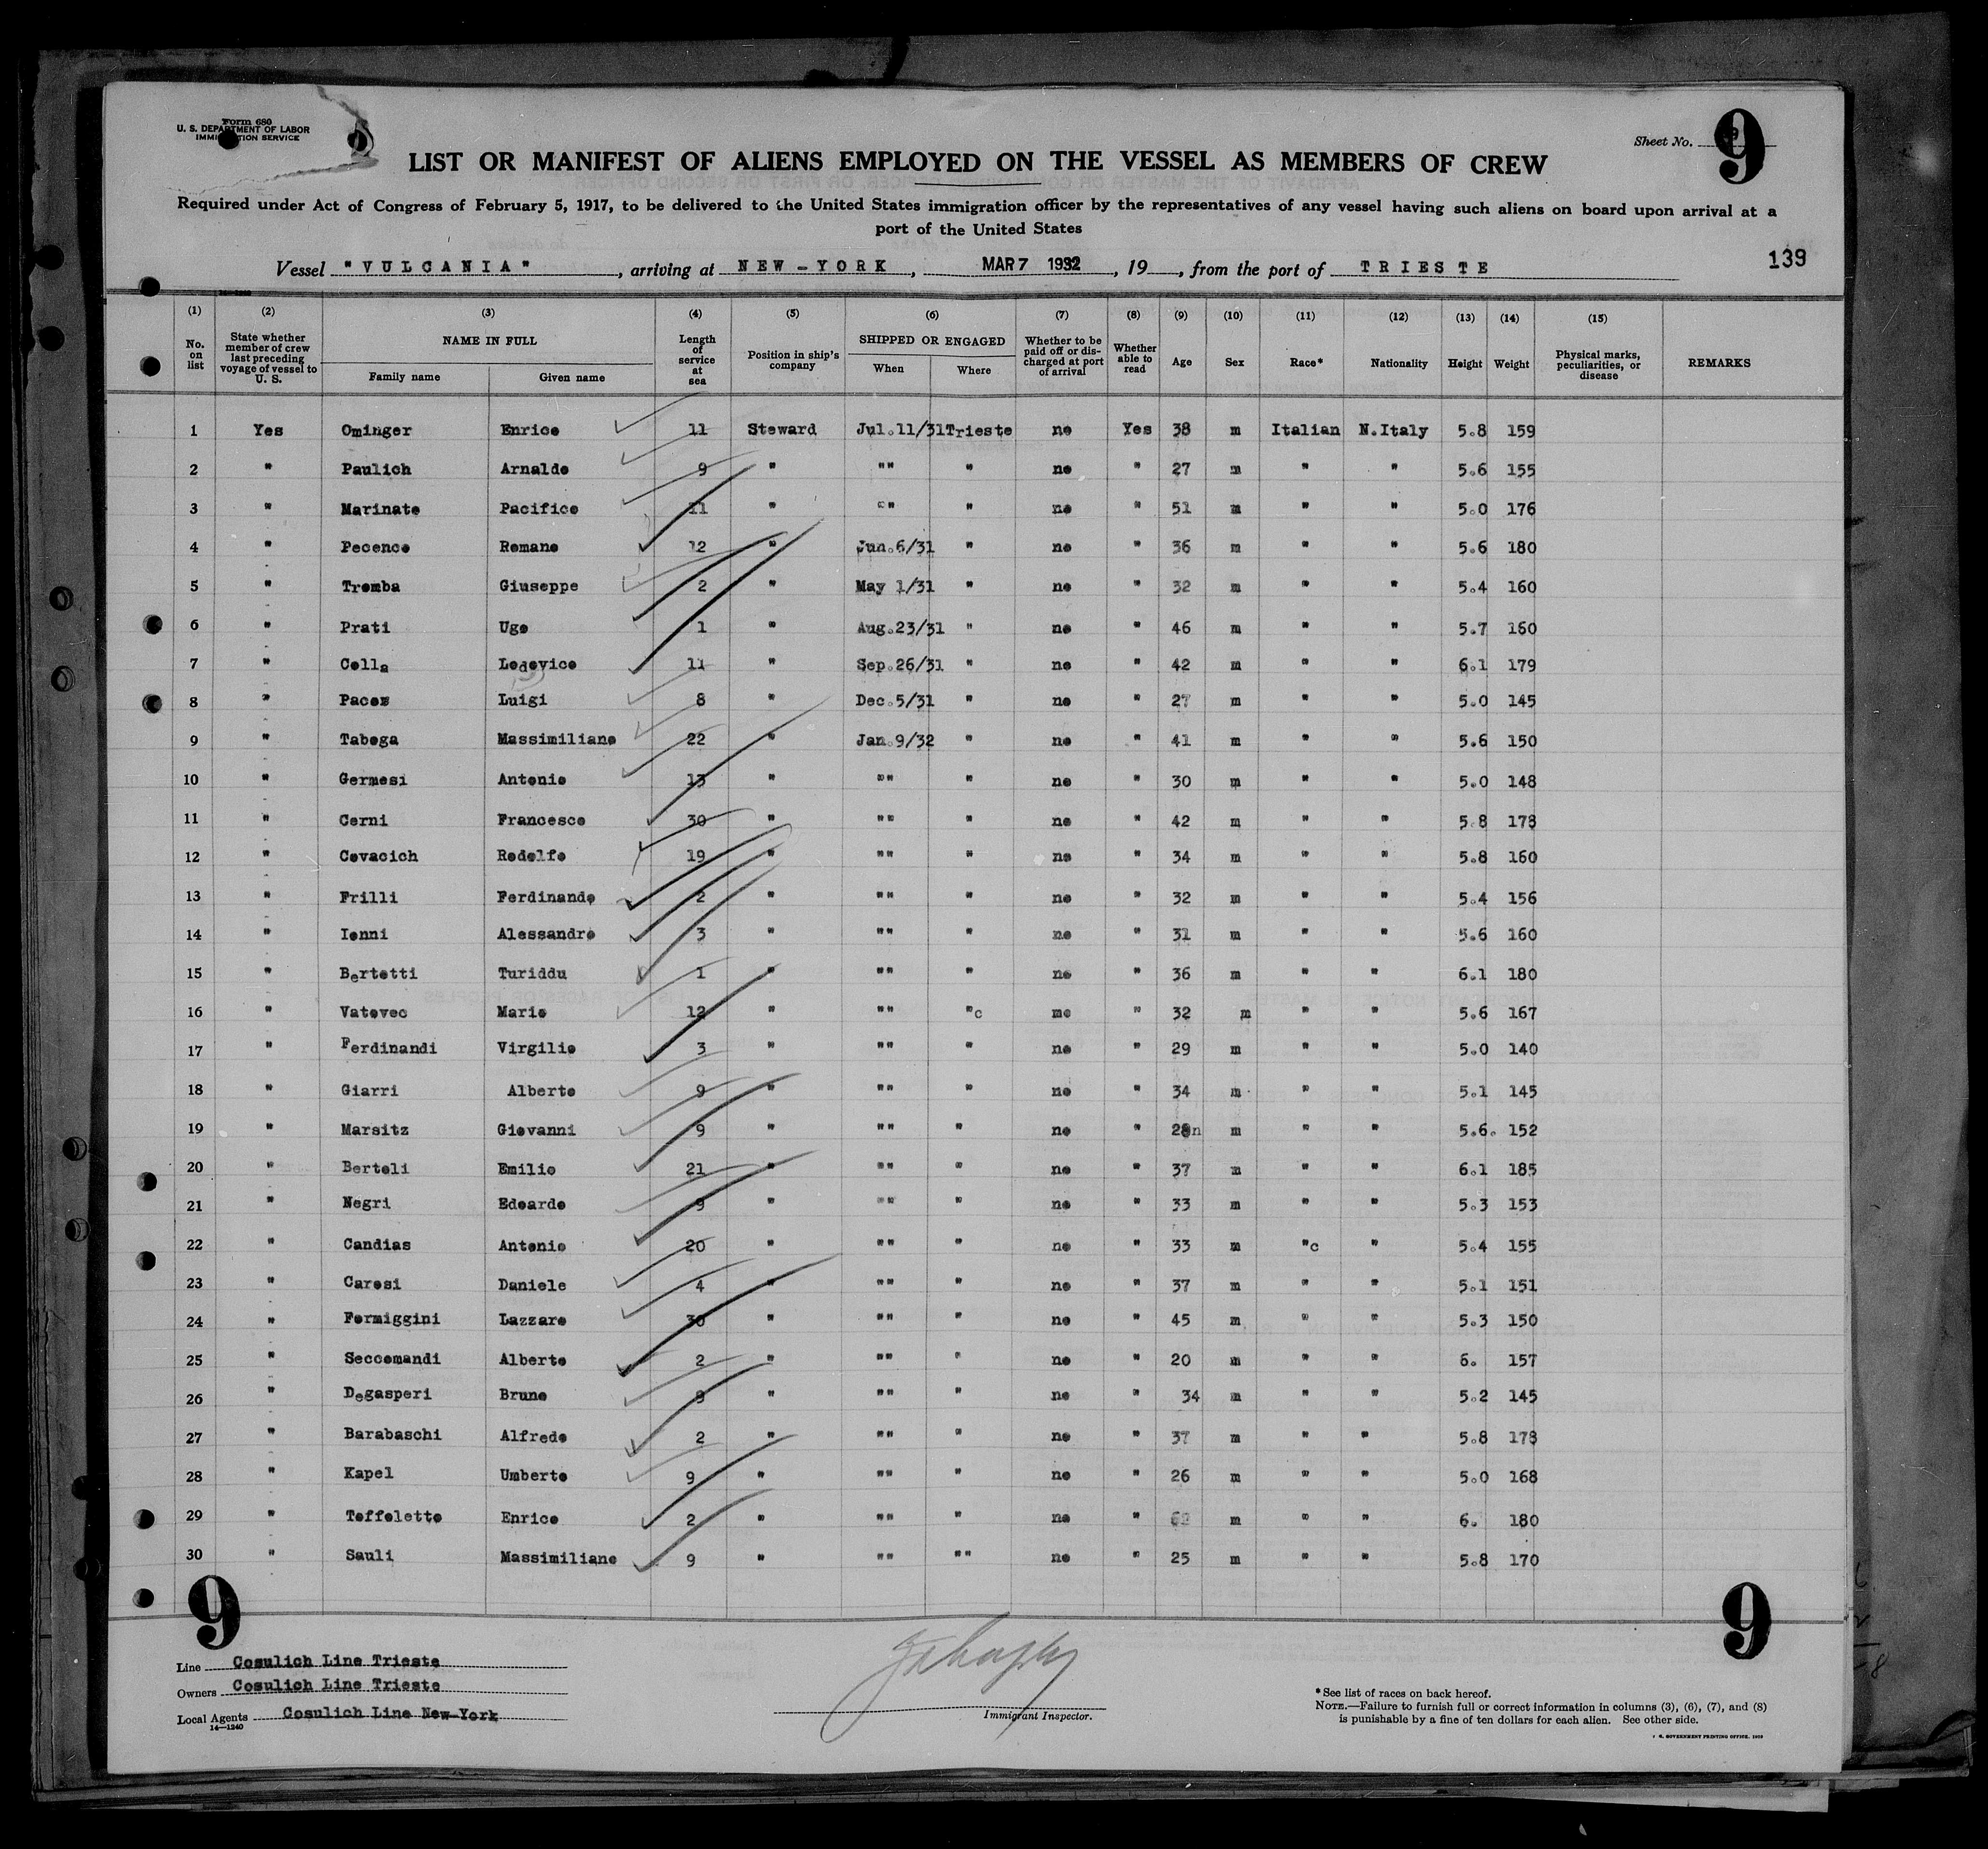 Form 680
U. S. DEPARTMENT OF LABOR
IMMIGRATION SERVICE
Sheet No. 9
LIST OR MANIFEST OF ALIENS EMPLOYED ON THE VESSEL AS MEMBERS OF CREW
Required under Act of Congress of February 5, 1917, to be delivered to the United States immigration officer by the representatives of any vessel having such aliens on board upon arrival at a
port of the United States
Vessel "VULCANIA", arriving at NEW-YORK, MAR 7 1932, 19, from the port of TRIESTE 139
(1) (2) (3) (4) (5) (6) (7) (8) (9) (10) (11) (12) (13) (14) (15)
No. on list State whether member of crew last preceding voyage of vessel to U. S. NAME IN FULL Family name Given name Length of service at sea Position in ship's company SHIPPED OR ENGAGED When Where Whether to be paid off or discharged at port of arrival Whether able to read Age Sex Race* Nationality Height Weight Physical marks, peculiarities, or disease REMARKS
1 Yes Ominger Enrico 11 Steward Jul.11/31 Trieste no Yes 38 m Italian N.Italy 5.8 159
2 " Paulich Arnaldo 9 " "" " no " 27 m " " 5.6 155
3 " Marinate Pacifico 11 " "" " no " 51 m " " 5.0 176
4 " Pecence Romano 12 " Jun.6/31 " no " 36 m " " 5.6 180
5 " Tromba Giuseppe 2 " May 1/31 " no " 32 m " " 5.4 160
6 " Prati Ugo 1 " Aug.23/31 " no " 46 m " " 5.7 160
7 " Colla Lodovico 11 " Sep.26/31 " no " 42 m " " 6.1 179
8 " Pacor Luigi 8 " Dec.5/31 " no " 27 m " " 5.0 145
9 " Taboga Massimiliano 22 " Jan.9/32 " no " 41 m " " 5.6 150
10 " Germesi Antonio 13 " "" " no " 30 m " " 5.0 148
11 " Cerni Francesco 30 "" " no " 42 m " " 5.8 178
12 " Covacich Rodolfo 19 " "" " no " 34 m " " 5.8 160
13 " Frilli Ferdinando 2 " "" " no " 32 m " " 5.4 156
14 " Ienni Alessandro 3 " "" " no " 31 m " " 5.6 160
15 " Bertetti Turiddu 1 " "" " no " 36 m " " 6.1 180
16 " Vatovec Mario 12 " "" "c no " 32 m " " 5.6 167
17 " Ferdinandi Virgilio 3 " "" " no " 29 m " " 5.0 140
18 " Giarri Alberto 9 " "" " no " 34 m " " 5.1 145
19 " Marsitz Giovanni 9 " "" " no " 28n m " " 5.6. 152
20 " Bertoli Emilio 21 " "" " no " 37 m " " 6.1 185
21 " Negri Edoardo 9 " "" " no " 33 m " " 5.3 153
22 " Candias Antonio 20 " "" " no " 33 m "c " 5.4 155
23 " Caresi Daniele 4 " "" " no " 37 m " " 5.1 151
24 " Formiggini Lazzaro 30 " "" " no " 45 m " " 5.3 150
25 " Seccomandi Alberto 2 " "" " no " 20 m " " 6. 157
26 " Degasperi Bruno 9 " "" " no " 34 m " " 5.2 145
27 " Barabaschi Alfredo 2 " "" " no " 37 m " " 5.8 178
28 " Kapel Umberto 9 " "" " no " 26 m " " 5.0 168
29 " Toffoletto Enrico 2 " "" " no " m " " 6. 180
30 " Sauli Massimiliano 9 " "" "" no " 25 m " " 5.8 170
9 9
Line Cosulich Line Trieste
Owners Cosulich Line Trieste
Local Agents Cosulich Line New-York
14—1240
Immigrant Inspector.
*See list of races on back hereof.
NOTE.—Failure to furnish full or correct information in columns (3), (6), (7), and (8)
is punishable by a fine of ten dollars for each alien. See other side.